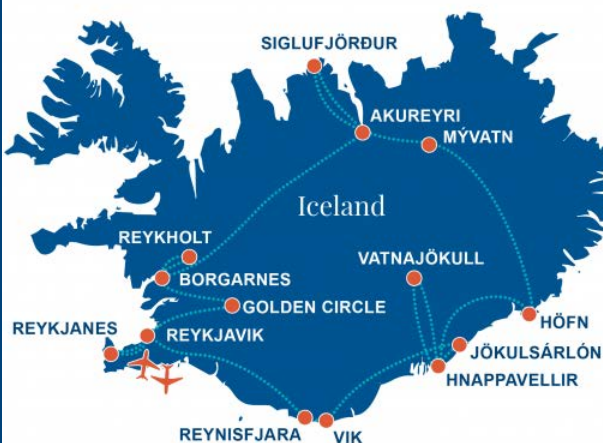 SIGLUFJÖRÐUR
AKUREYRI
MÝVATN
Iceland
REYKHOLT
VATNAJÖKULL
BORGARNES
GOLDEN CIRCLE
REYKJANES
REYKJAVIK
HÖFN
JÖKULSÁRLÓN
HNAPPAVELLIR
REYNISFJARA
VIK